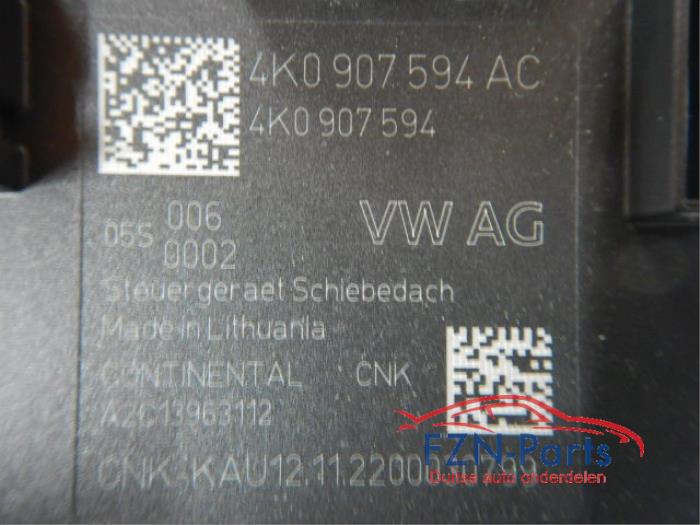 4K0 907 594 AC
4K0 907 594
05S 006
0002
VW AG
Steuergeraet Schiebedach
Made in Lithuania
CONTINENTAL CNK
FZN-Parts
Duitse auto onderdelen